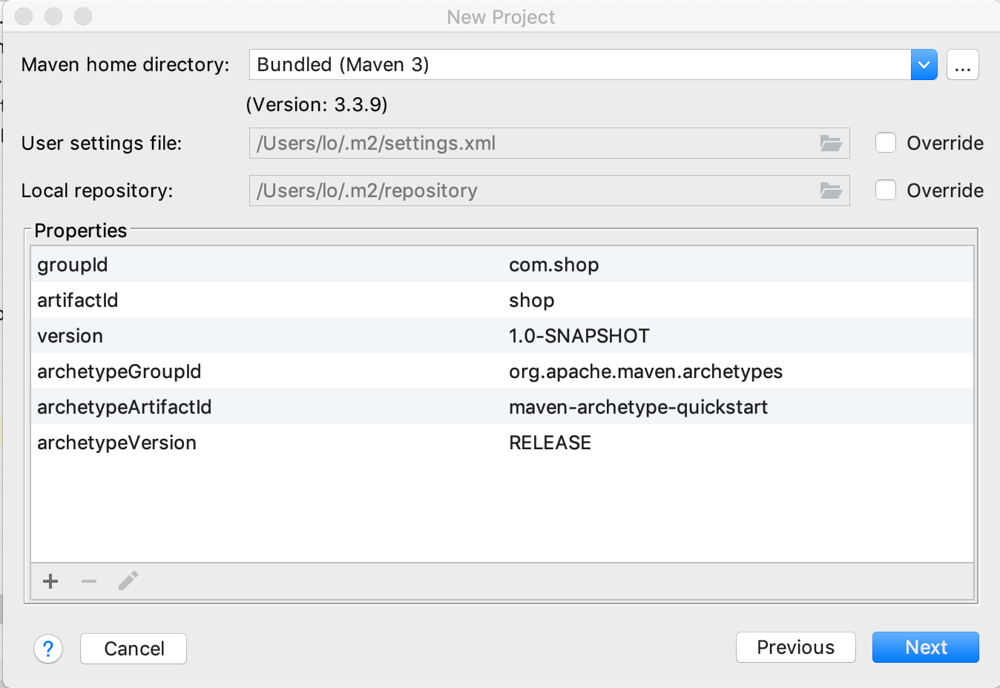 New Project
Maven home directory: Bundled (Maven 3) ...
(Version: 3.3.9)
User settings file: /Users/lo/.m2/settings.xml Override
Local repository: /Users/lo/.m2/repository Override
Properties
groupId com.shop
artifactId shop
version 1.0-SNAPSHOT
archetypeGroupId org.apache.maven.archetypes
archetypeArtifactId maven-archetype-quickstart
archetypeVersion RELEASE
? Cancel Previous Next